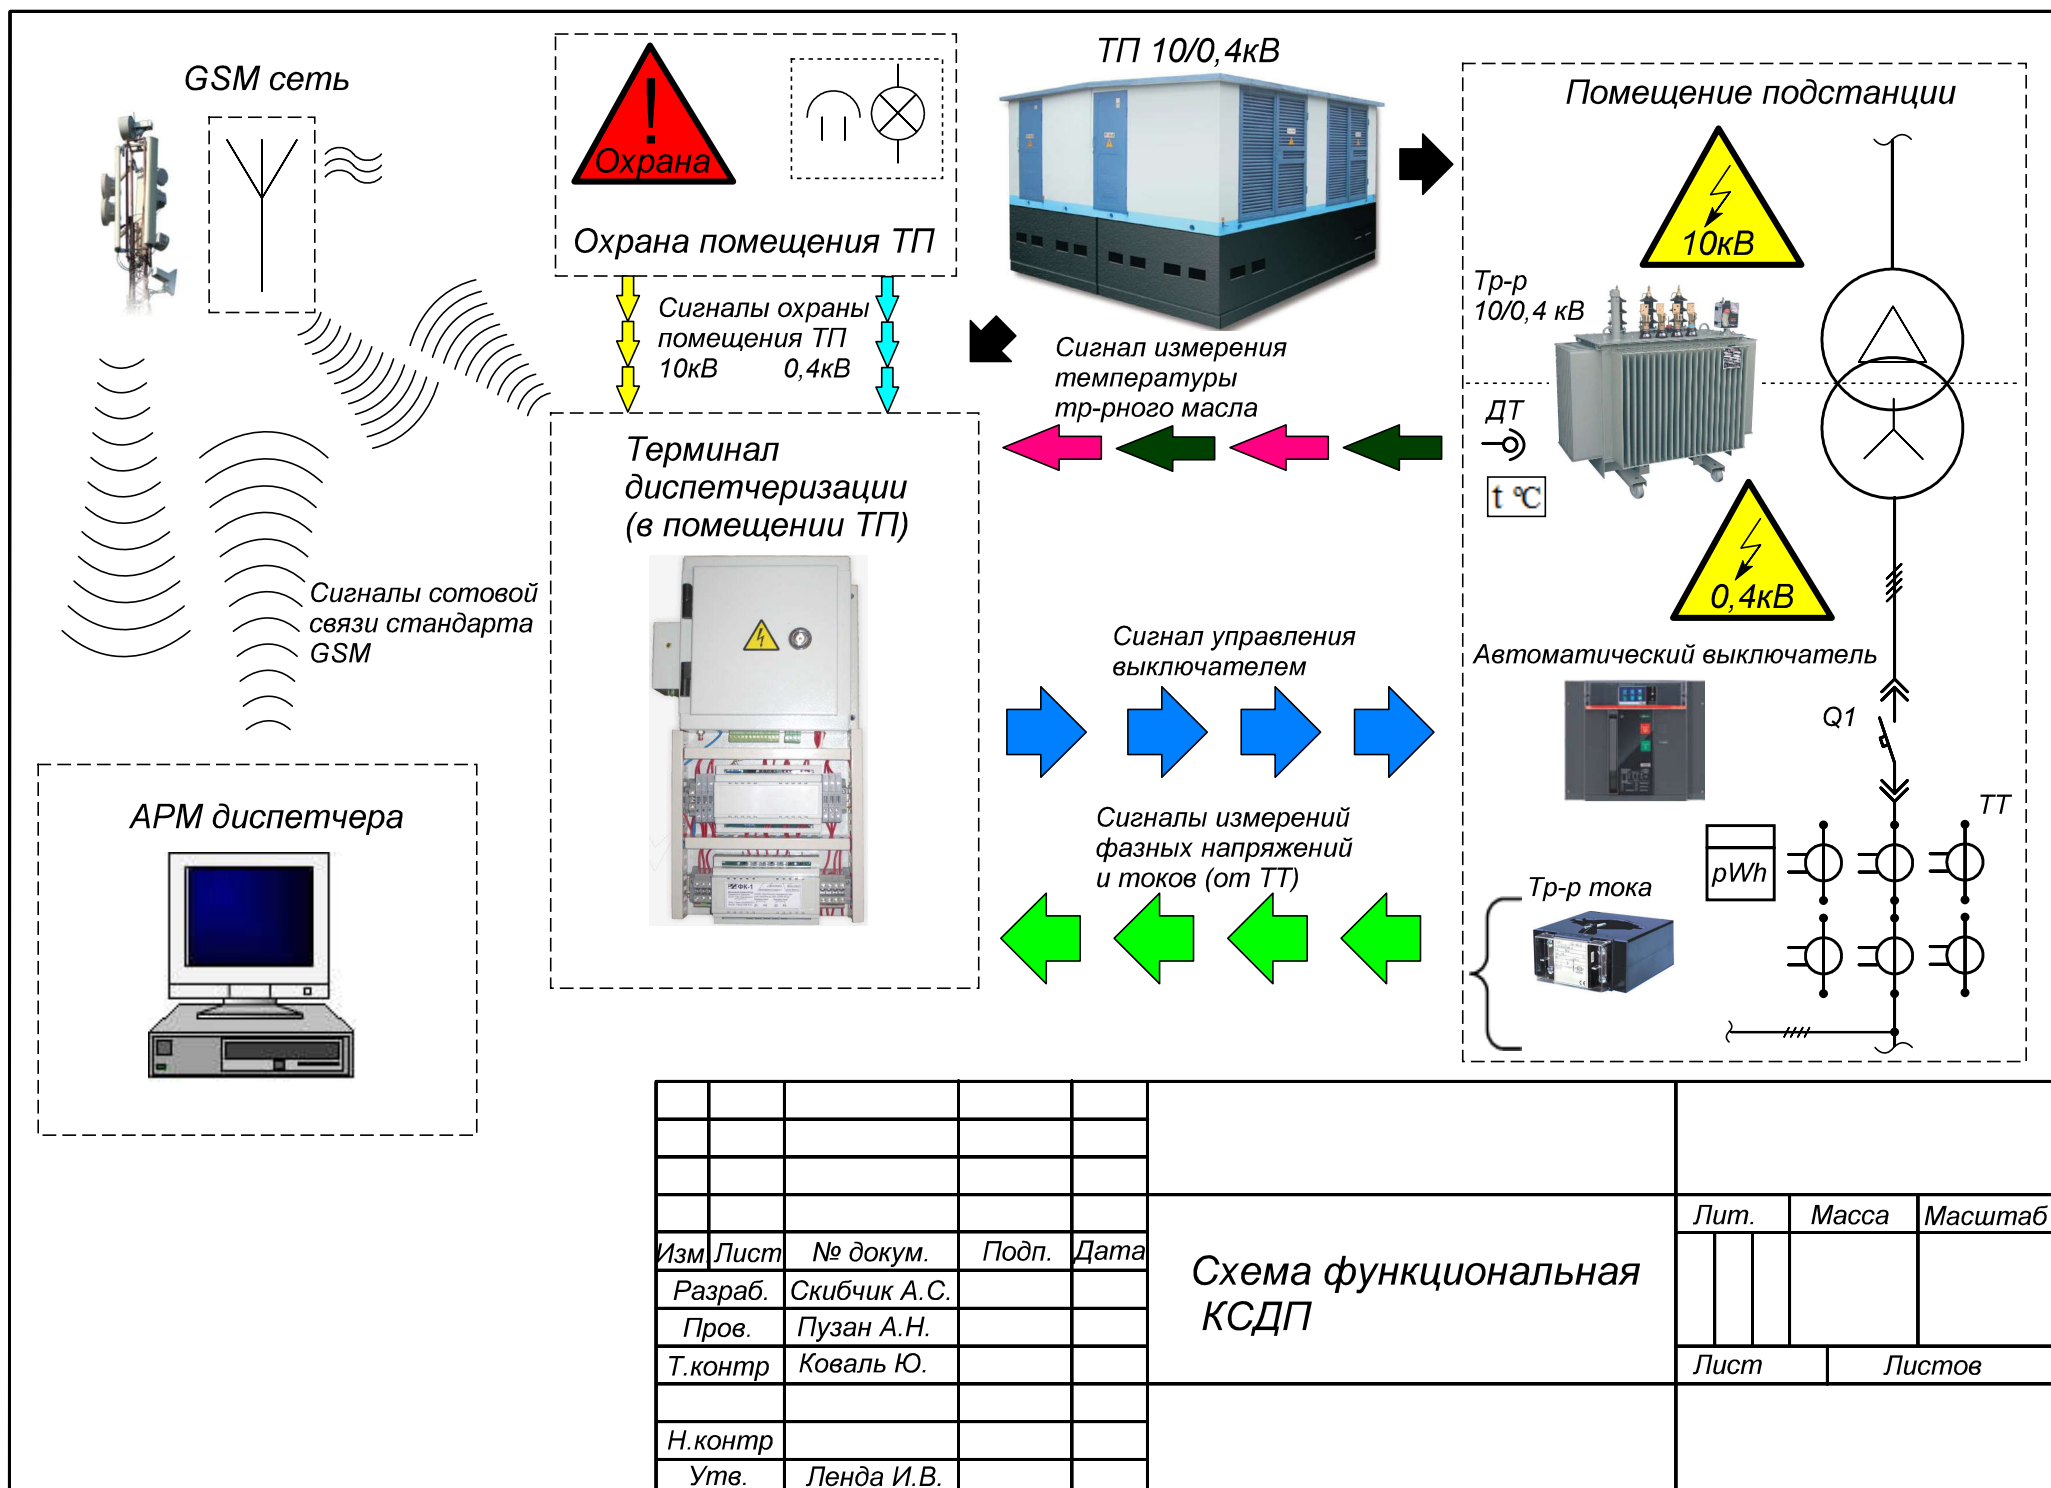 GSM сеть
!
Охрана
Охрана помещения ТП
ТП 10/0,4кВ
Помещение подстанции
10кВ
Тр-р
10/0,4 кВ
Сигналы охраны
помещения ТП
10кВ 0,4кВ
Сигнал измерения
температуры
тр-рного масла
ДТ
t °C
Терминал
диспетчеризации
(в помещении ТП)
0,4кВ
Сигналы сотовой
связи стандарта
GSM
Сигнал управления
выключателем
Автоматический выключатель
Q1
АРМ диспетчера
Сигналы измерений
фазных напряжений
и токов (от ТТ)
ТТ
pWh
Тр-р тока
ФК-1
Изм Лист № докум. Подп. Дата
Разраб. Скибчик А.С.
Пров. Пузан А.Н.
Т.контр Коваль Ю.
Н.контр
Утв. Ленда И.В.
Схема функциональная
КСДП
Лит. Масса Масштаб
Лист Листов